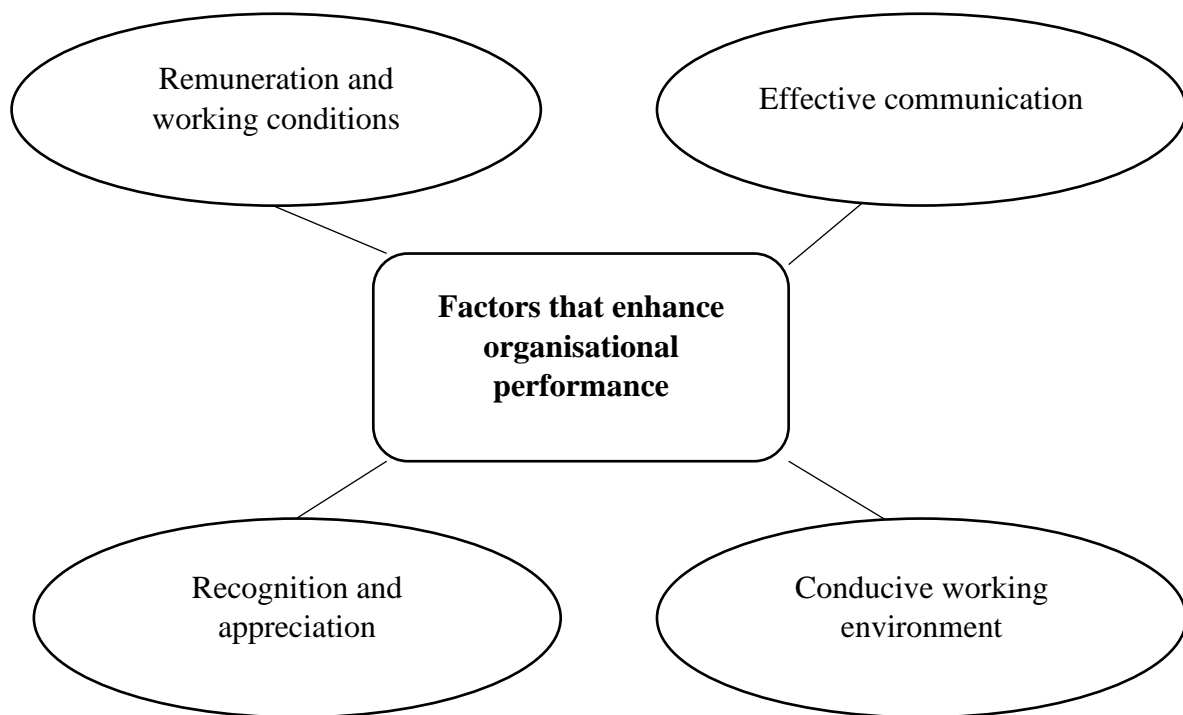 Remuneration and
working conditions
Effective communication
Factors that enhance
organisational
performance
Recognition and
appreciation
Conducive working
environment